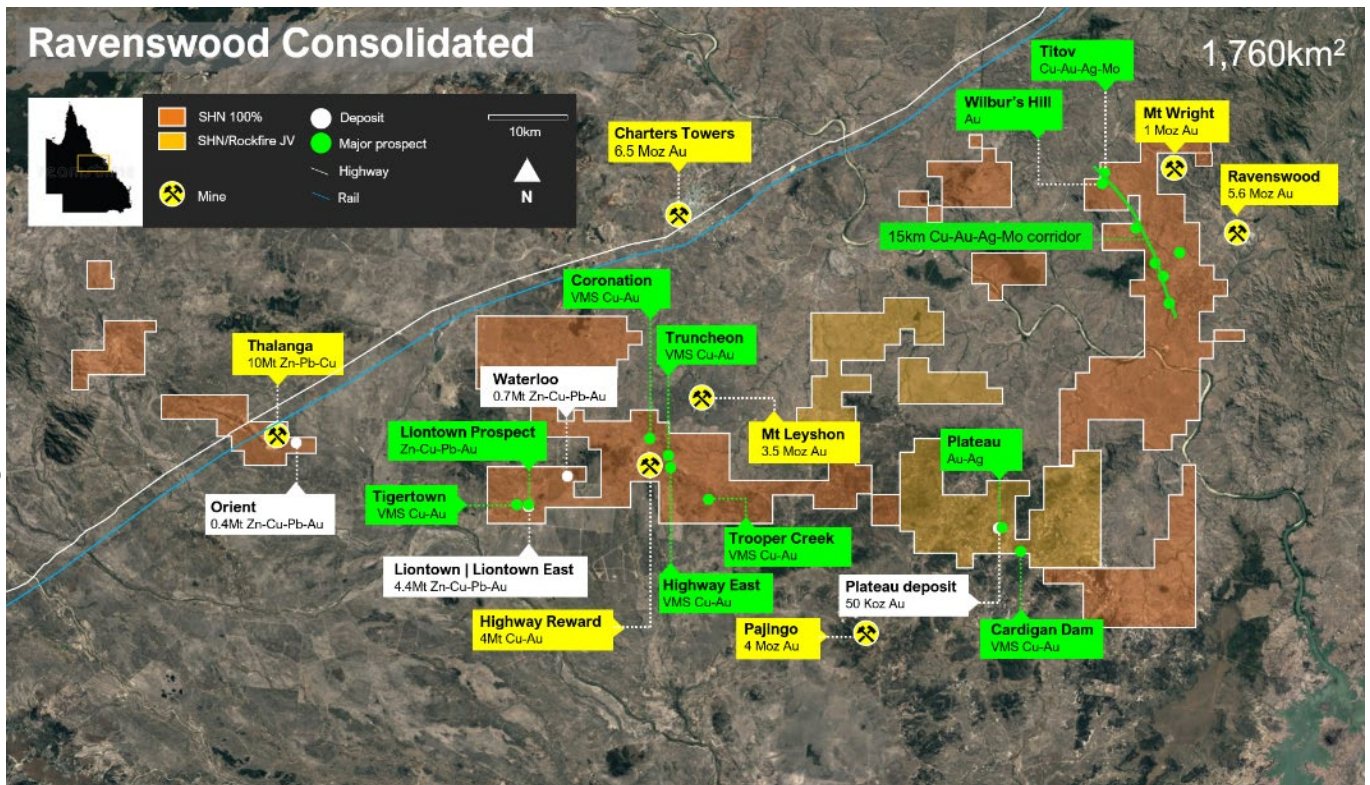 Ravenswood Consolidated
1,760km²
SHN 100%
SHN/Rockfire JV
Mine
Deposit
Major prospect
Highway
Rail
10km
N
Titov
Cu-Au-Ag-Mo
Wilbur's Hill
Au
Mt Wright
1 Moz Au
Ravenswood
5.6 Moz Au
Charters Towers
6.5 Moz Au
15km Cu-Au-Ag-Mo corridor
Coronation
VMS Cu-Au
Truncheon
VMS Cu-Au
Thalanga
10Mt Zn-Pb-Cu
Waterloo
0.7Mt Zn-Cu-Pb-Au
Mt Leyshon
3.5 Moz Au
Liontown Prospect
Zn-Cu-Pb-Au
Plateau
Au-Ag
Tigertown
VMS Cu-Au
Orient
0.4Mt Zn-Cu-Pb-Au
Trooper Creek
VMS Cu-Au
Liontown | Liontown East
4.4Mt Zn-Cu-Pb-Au
Highway East
VMS Cu-Au
Plateau deposit
50 Koz Au
Highway Reward
4Mt Cu-Au
Pajingo
4 Moz Au
Cardigan Dam
VMS Cu-Au